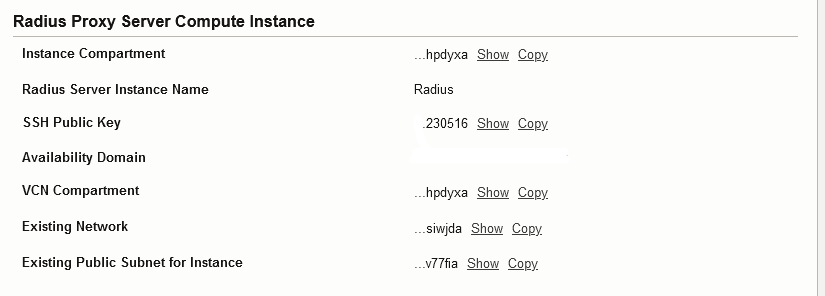 Radius Proxy Server Compute Instance
Instance Compartment ...hpdyxa Show Copy
Radius Server Instance Name Radius
SSH Public Key .230516 Show Copy
Availability Domain
VCN Compartment ...hpdyxa Show Copy
Existing Network ...siwjda Show Copy
Existing Public Subnet for Instance ...v77fia Show Copy